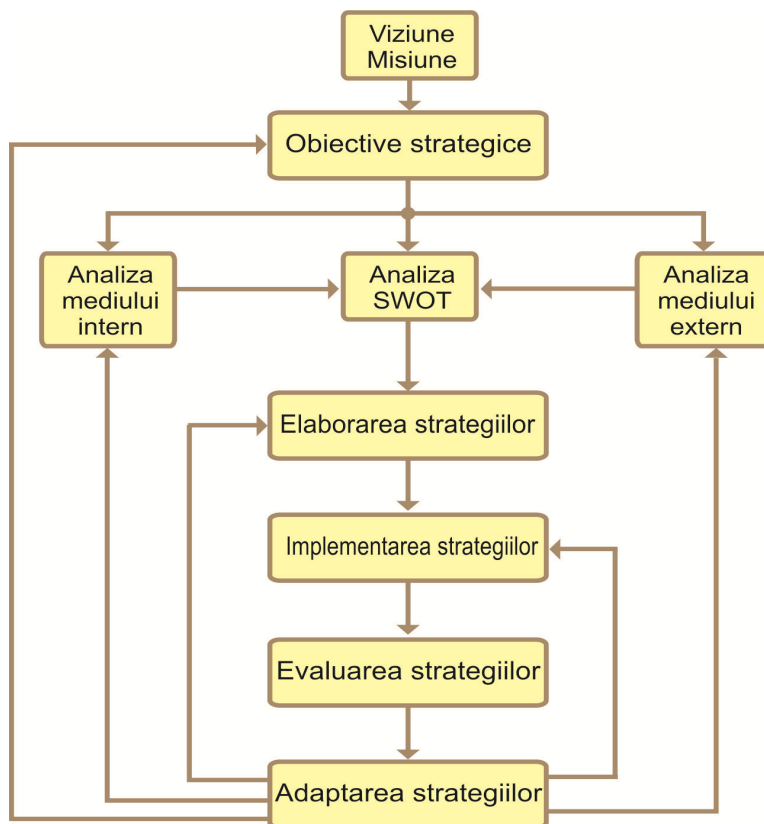 Viziune
Misiune
Obiective strategice
Analiza
mediului
intern
Analiza
SWOT
Analiza
mediului
extern
Elaborarea strategiilor
Implementarea strategiilor
Evaluarea strategiilor
Adaptarea strategiilor